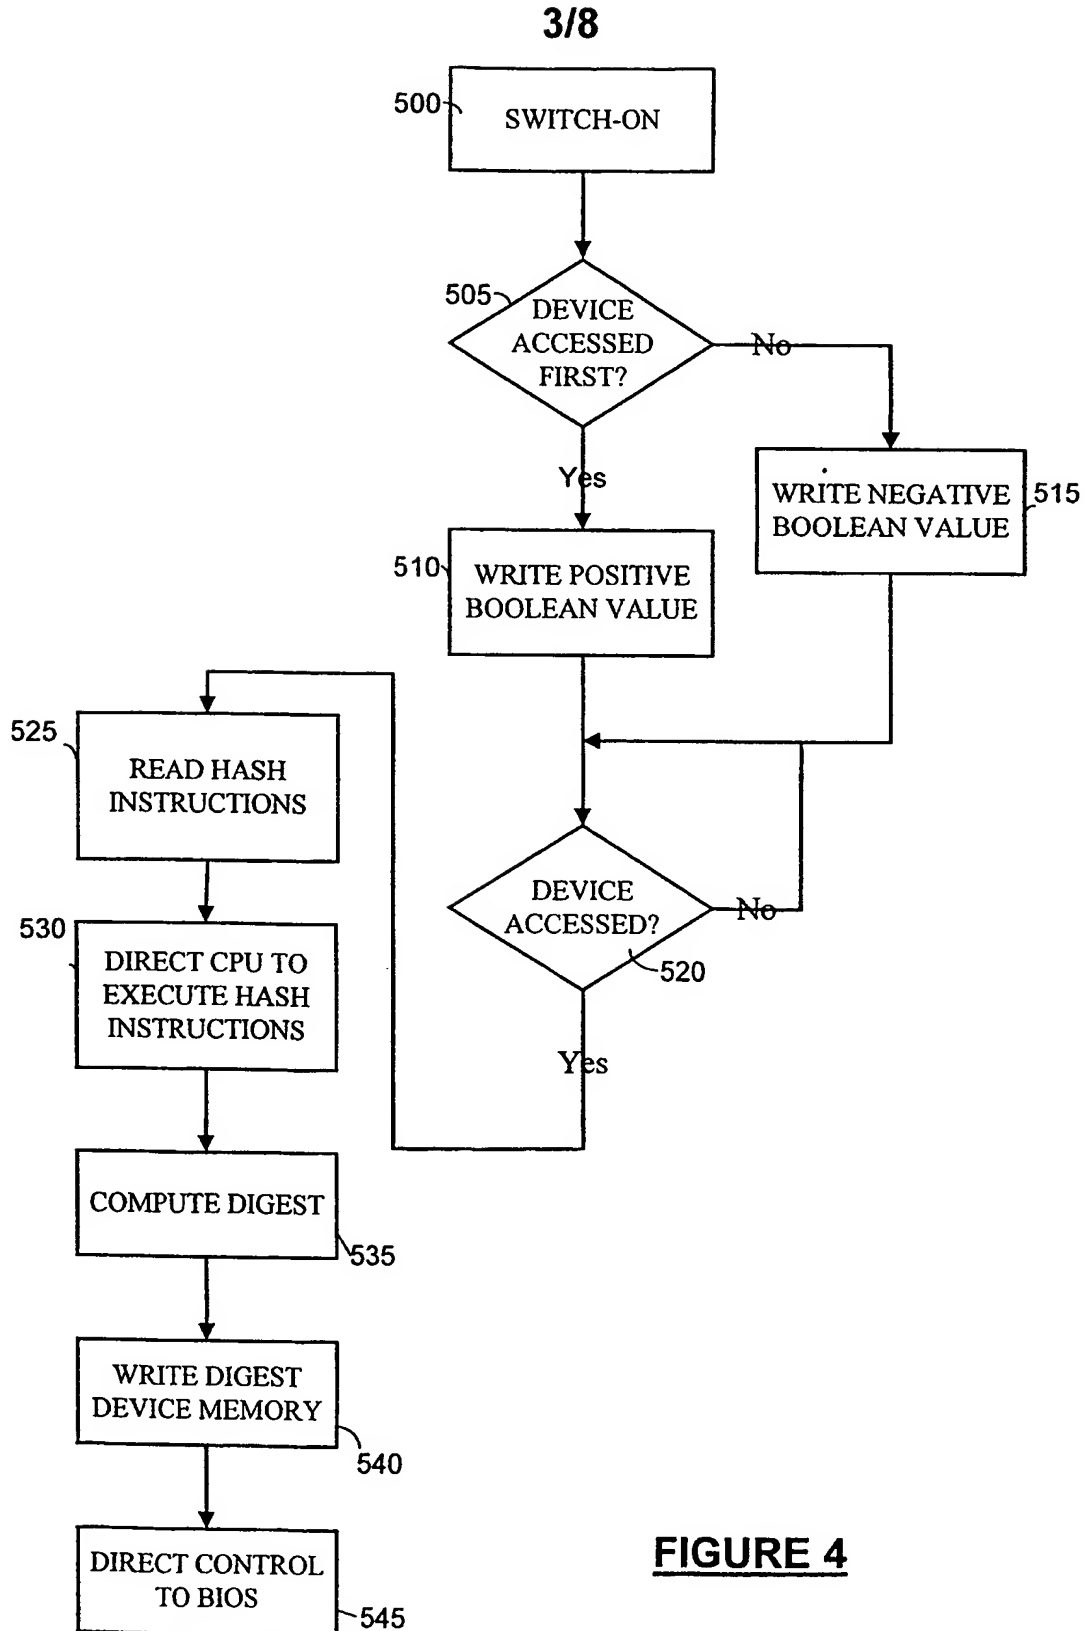 3/8
500
SWITCH-ON
505
DEVICE
ACCESSED
FIRST?
No
Yes
WRITE NEGATIVE
BOOLEAN VALUE
515
510
WRITE POSITIVE
BOOLEAN VALUE
525
READ HASH
INSTRUCTIONS
DEVICE
ACCESSED?
No
520
Yes
530
DIRECT CPU TO
EXECUTE HASH
INSTRUCTIONS
COMPUTE DIGEST
535
WRITE DIGEST
DEVICE MEMORY
540
DIRECT CONTROL
TO BIOS
545
FIGURE 4